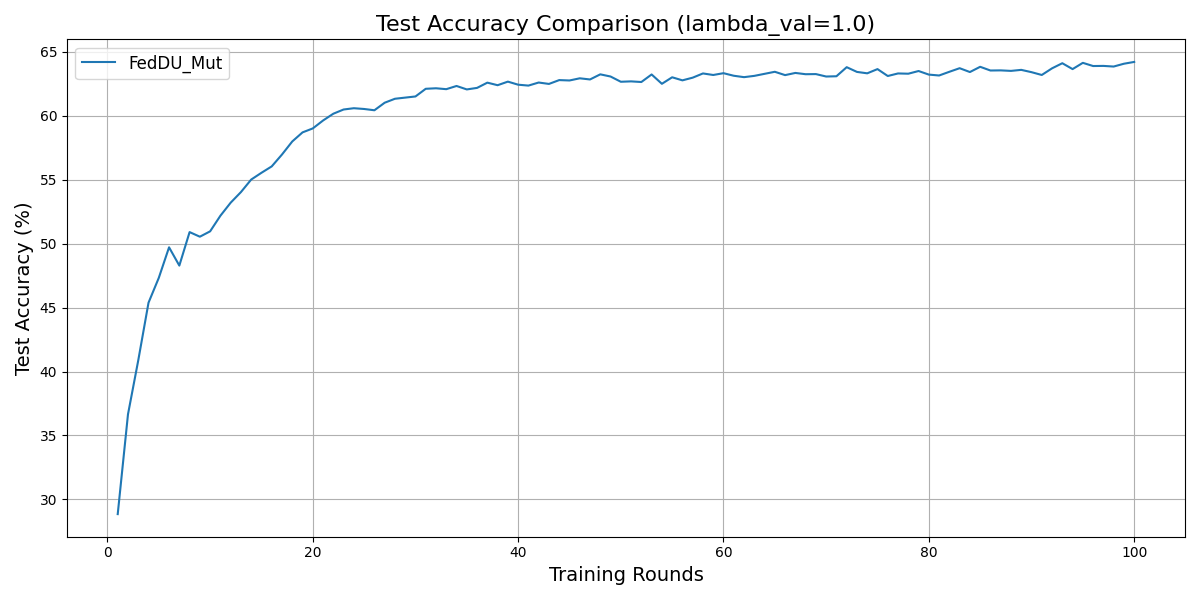 Test Accuracy Comparison (lambda_val=1.0)
FedDU_Mut
Test Accuracy (%)
65
60
55
50
45
40
35
30
0 20 40 60 80 100
Training Rounds